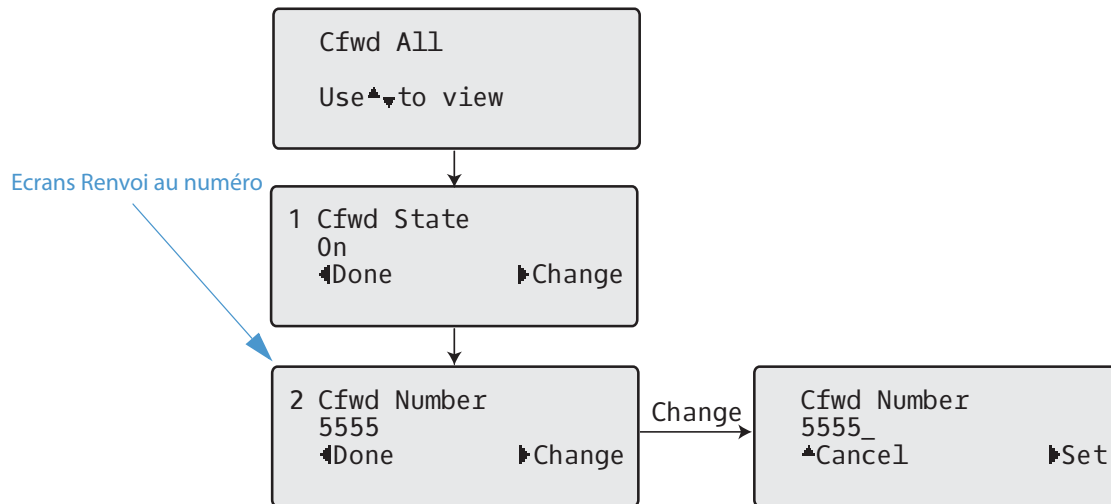 Cfwd All
Use▲▼to view
Ecrans Renvoi au numéro
1 Cfwd State
On
◀Done ▶Change
2 Cfwd Number
5555
◀Done ▶Change
Change
Cfwd Number
5555_
▲Cancel ▶Set